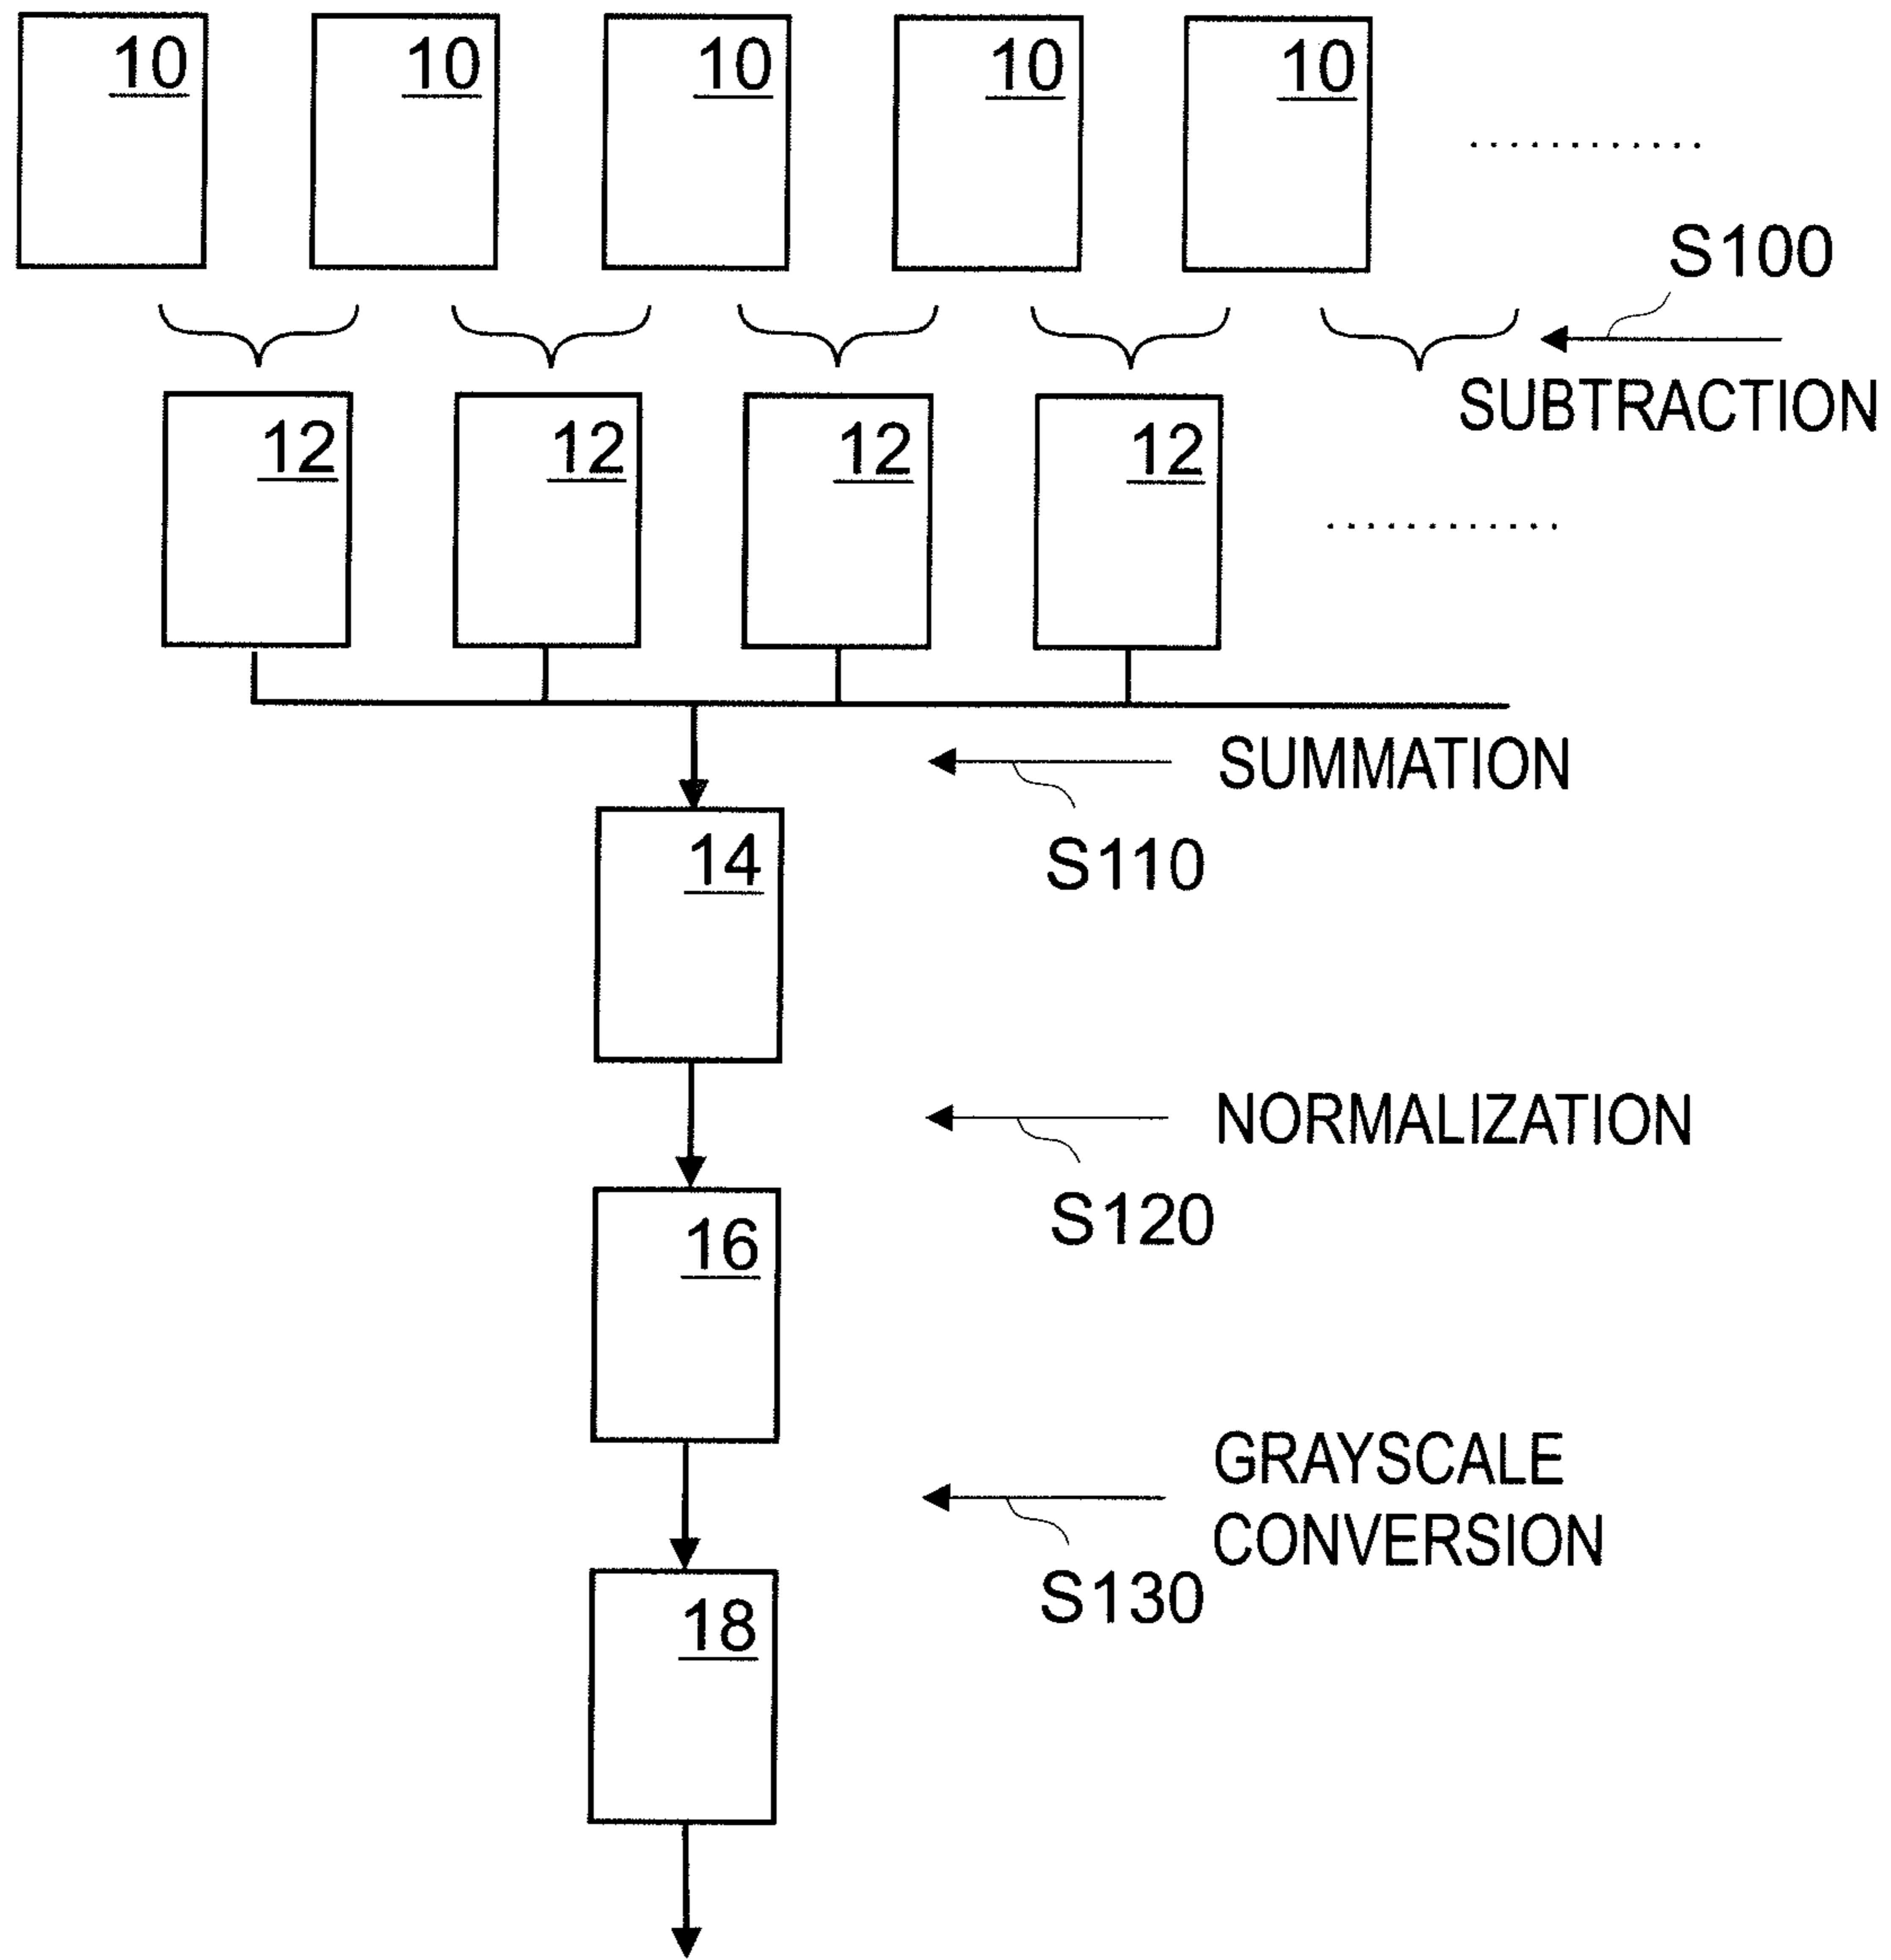 10 10 10 10 10
S100
SUBTRACTION
12 12 12 12
SUMMATION
14
S110
NORMALIZATION
16
S120
GRAYSCALE
CONVERSION
18
S130